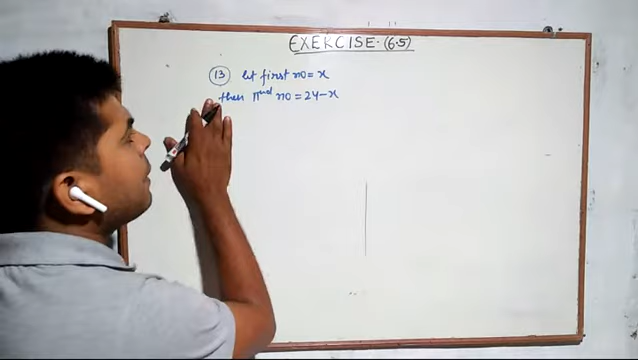 EXERCISE-(6.5)
13 let first no = x
then IInd no = 24-x